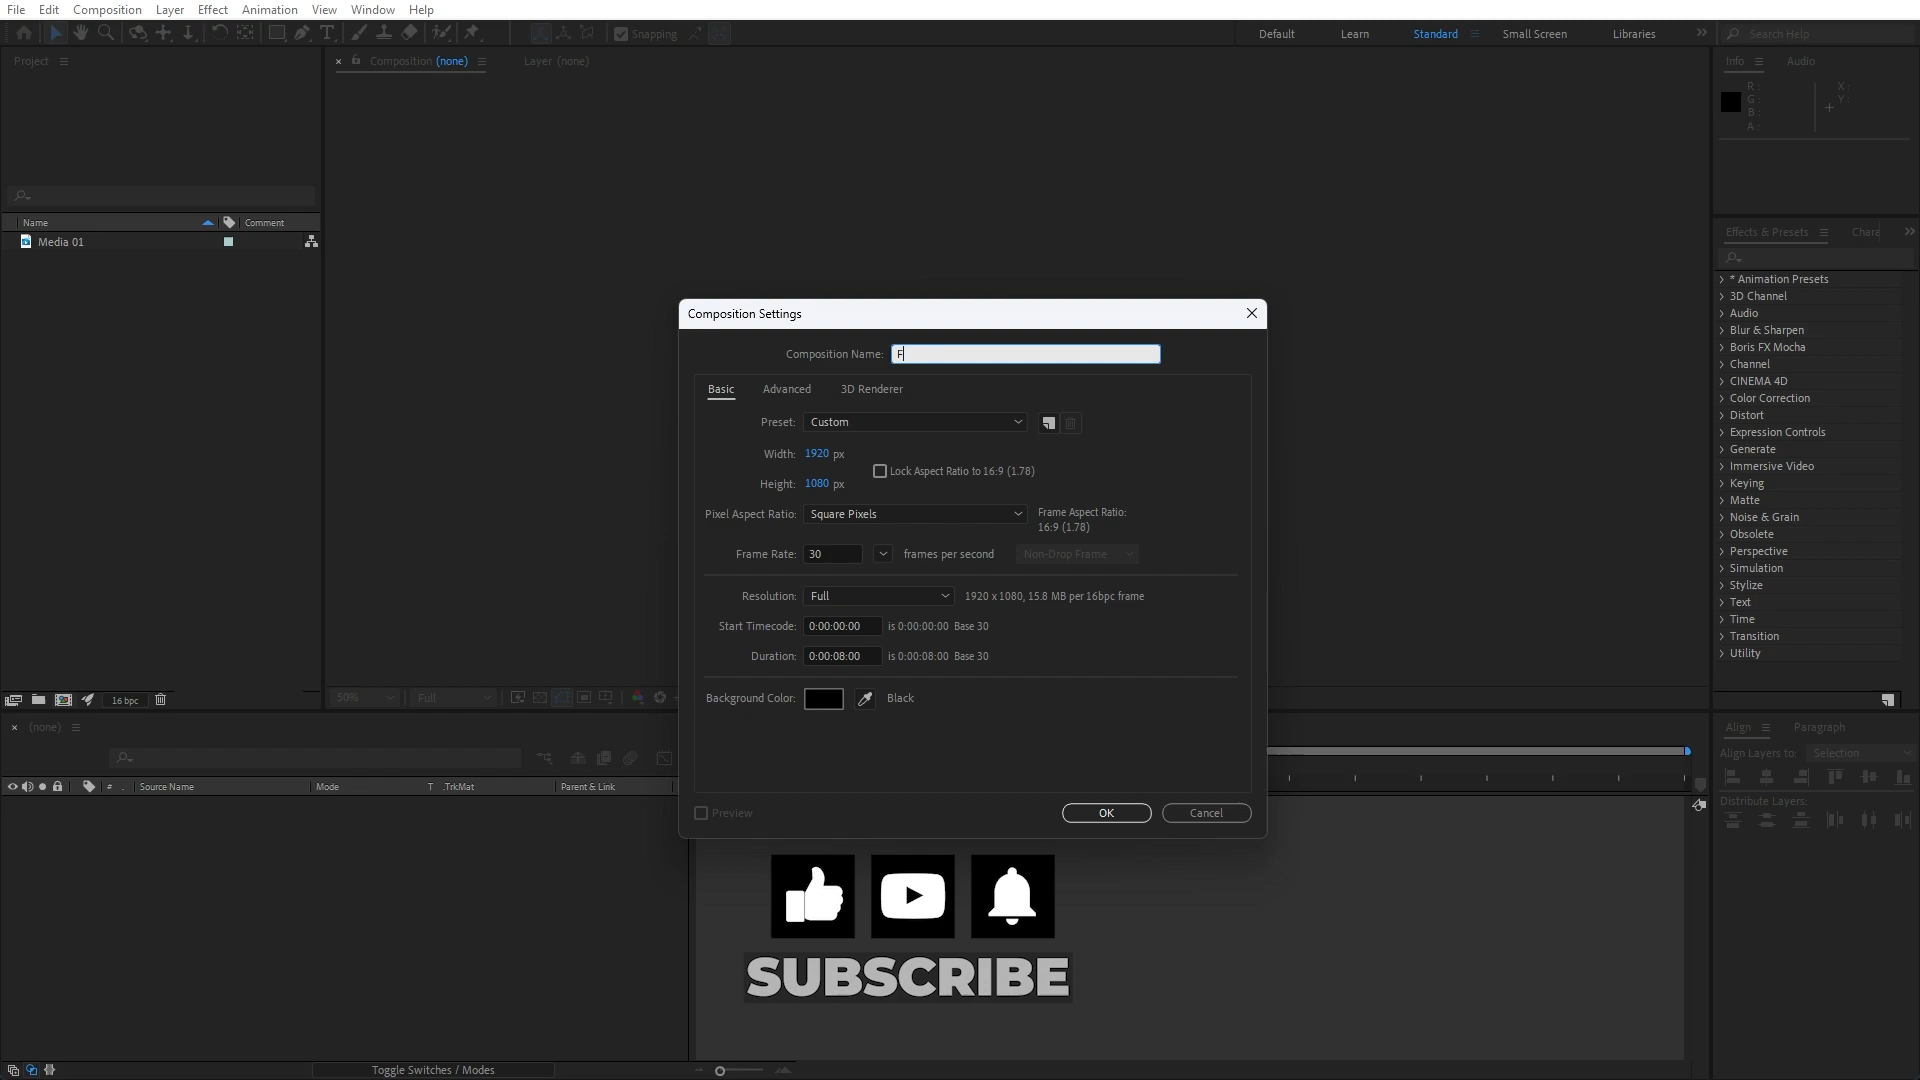 File Edit Composition Layer Effect Animation View Window Help
Snapping Default Learn Standard Small Screen Libraries Search Help
Project
Composition (none) Layer (none)
Info Audio
R :
G :
B :
A :
X :
Y :
Name Comment
Media 01
Effects & Presets Chara
* Animation Presets
3D Channel
Audio
Blur & Sharpen
Boris FX Mocha
Channel
CINEMA 4D
Color Correction
Distort
Expression Controls
Generate
Immersive Video
Keying
Matte
Noise & Grain
Obsolete
Perspective
Simulation
Stylize
Text
Time
Transition
Utility
Composition Settings
Composition Name: F
Basic Advanced 3D Renderer
Preset: Custom
Width: 1920 px
Lock Aspect Ratio to 16:9 (1.78)
Height: 1080 px
Pixel Aspect Ratio: Square Pixels Frame Aspect Ratio:
16:9 (1.78)
Frame Rate: 30 frames per second Non-Drop Frame
Resolution: Full 1920 x 1080, 15.8 MB per 16bpc frame
Start Timecode: 0:00:00:00 is 0:00:00:00 Base 30
Duration: 0:00:08:00 is 0:00:08:00 Base 30
Background Color: Black
Preview OK Cancel
16 bpc
50% Full
(none)
# . Source Name Mode T .TrkMat Parent & Link
Align Paragraph
Align Layers to: Selection
Distribute Layers:
SUBSCRIBE
Toggle Switches / Modes